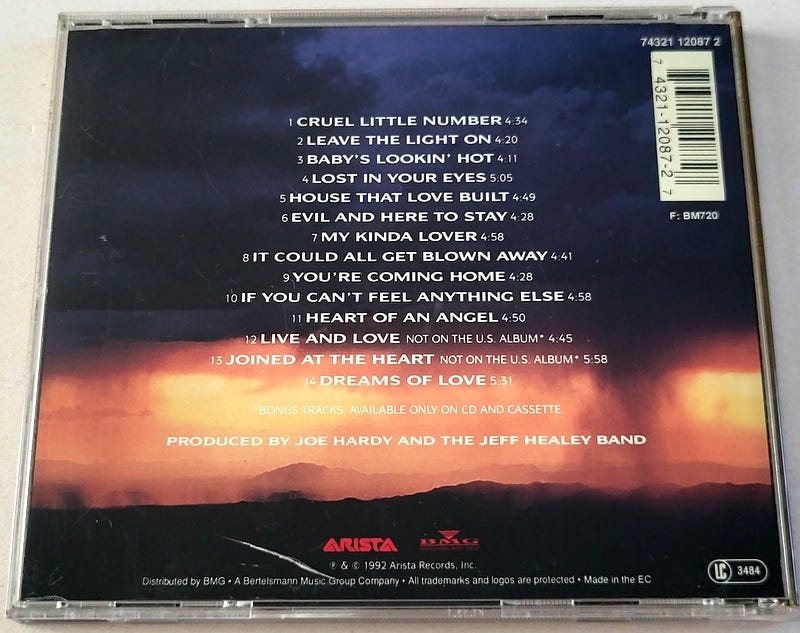 74321 12087 2
7 4321-12087-2 7
F: BM720
1 CRUEL LITTLE NUMBER 4:34
2 LEAVE THE LIGHT ON 4:20
3 BABY'S LOOKIN' HOT 4:11
4 LOST IN YOUR EYES 5:05
5 HOUSE THAT LOVE BUILT 4:49
6 EVIL AND HERE TO STAY 4:28
7 MY KINDA LOVER 4:58
8 IT COULD ALL GET BLOWN AWAY 4:41
9 YOU'RE COMING HOME 4:28
10 IF YOU CAN'T FEEL ANYTHING ELSE 4:58
11 HEART OF AN ANGEL 4:50
12 LIVE AND LOVE NOT ON THE U.S. ALBUM* 4:45
13 JOINED AT THE HEART NOT ON THE U.S. ALBUM* 5:58
14 DREAMS OF LOVE 5:31
*BONUS TRACKS. AVAILABLE ONLY ON CD AND CASSETTE.
PRODUCED BY JOE HARDY AND THE JEFF HEALEY BAND
ARISTA
BMG
℗ & © 1992 Arista Records, Inc.
Distributed by BMG • A Bertelsmann Music Group Company • All trademarks and logos are protected • Made in the EC
LC 3484